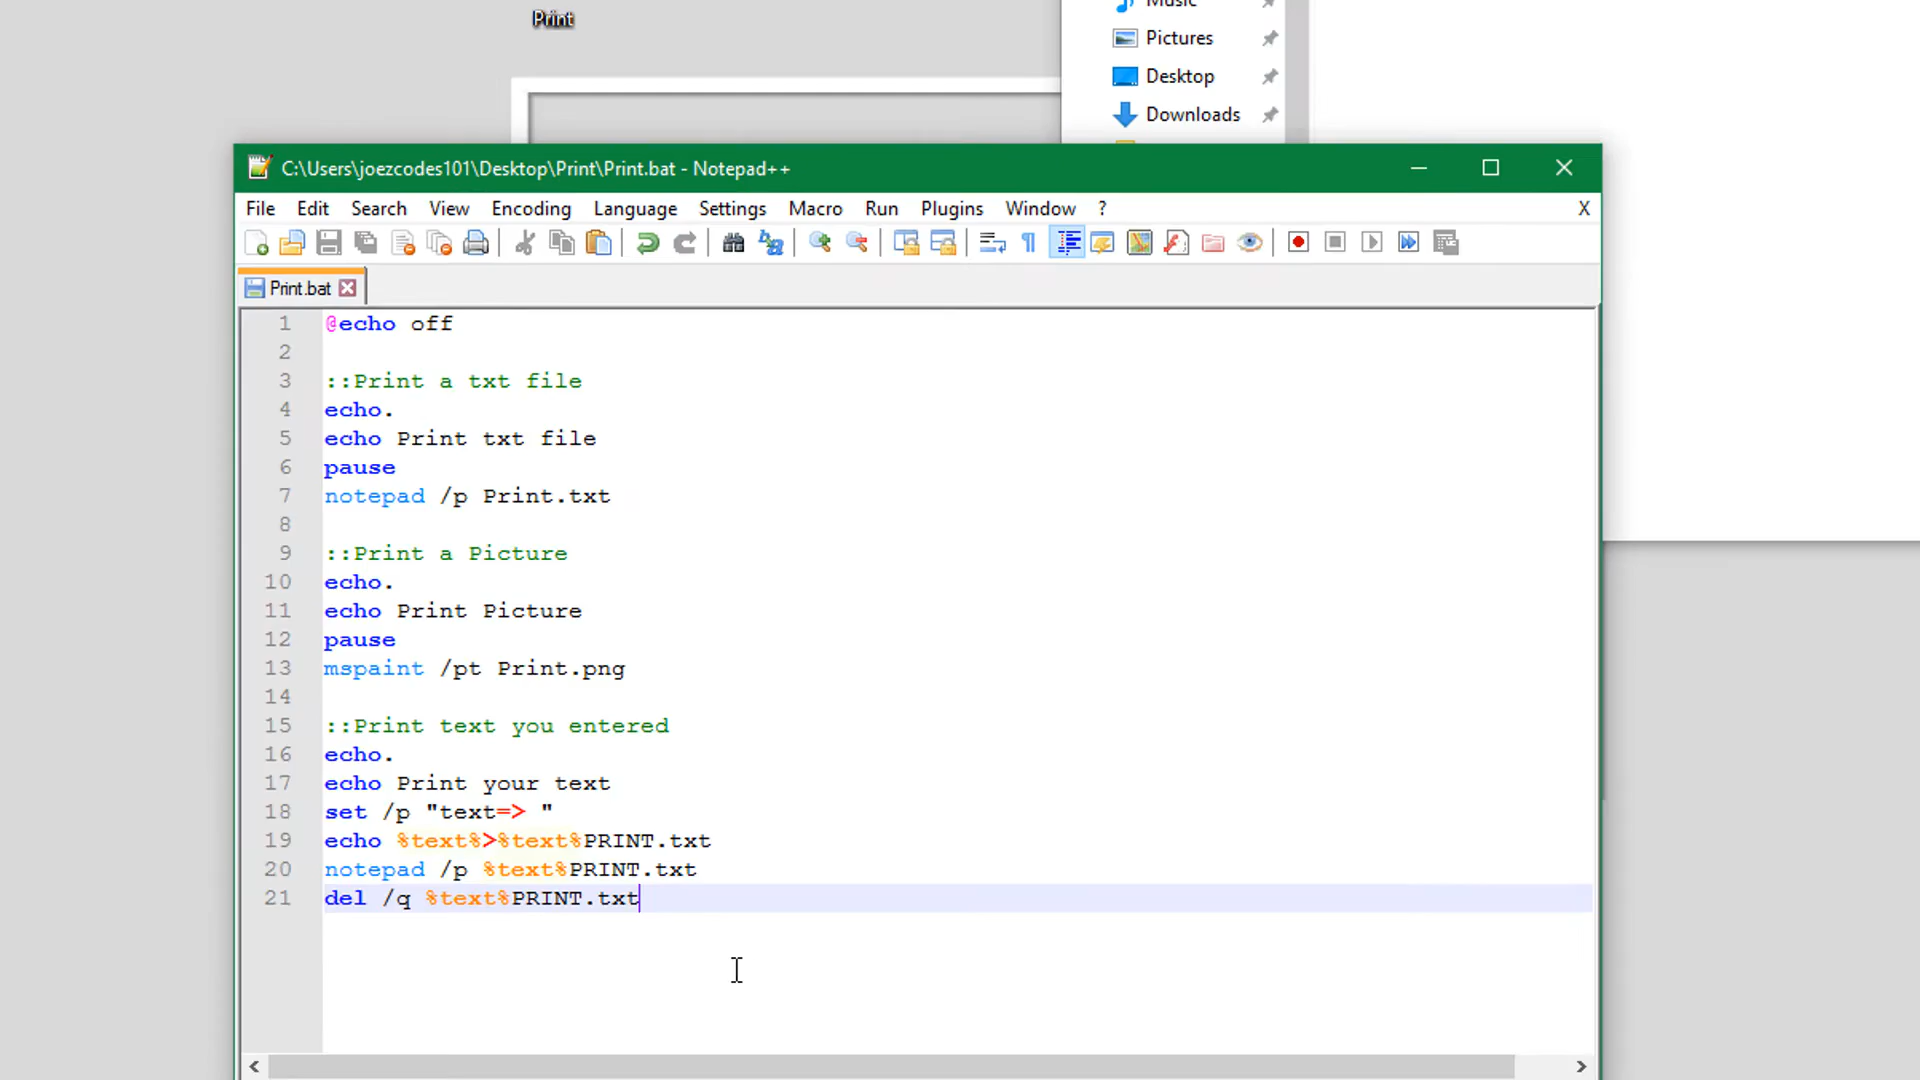 Print
Music
Pictures
Desktop
Downloads
C:\Users\joezcodes101\Desktop\Print\Print.bat - Notepad++
File Edit Search View Encoding Language Settings Macro Run Plugins Window ? X
Print.bat
1 @echo off
2
3 ::Print a txt file
4 echo.
5 echo Print txt file
6 pause
7 notepad /p Print.txt
8
9 ::Print a Picture
10 echo.
11 echo Print Picture
12 pause
13 mspaint /pt Print.png
14
15 ::Print text you entered
16 echo.
17 echo Print your text
18 set /p "text=> "
19 echo %text%>%text%PRINT.txt
20 notepad /p %text%PRINT.txt
21 del /q %text%PRINT.txt